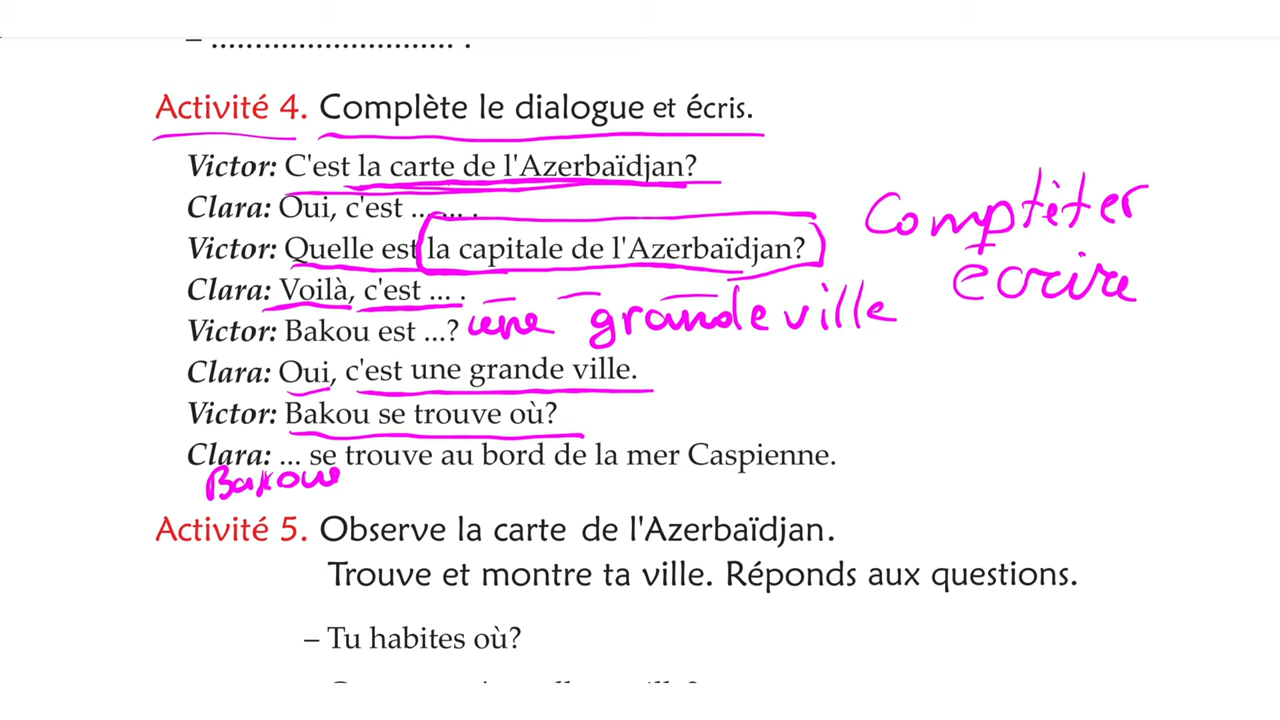 – ........................... .
Activité 4. Complète le dialogue et écris.
Victor: C'est la carte de l'Azerbaïdjan?
Clara: Oui, c'est ... ... .
Victor: Quelle est la capitale de l'Azerbaïdjan?
Clara: Voilà, c'est ... .
Victor: Bakou est ...? une grande ville
Clara: Oui, c'est une grande ville.
Victor: Bakou se trouve où?
Clara: ... se trouve au bord de la mer Caspienne.
Bakou
Complèter
ecrire
Activité 5. Observe la carte de l'Azerbaïdjan.
Trouve et montre ta ville. Réponds aux questions.
– Tu habites où?